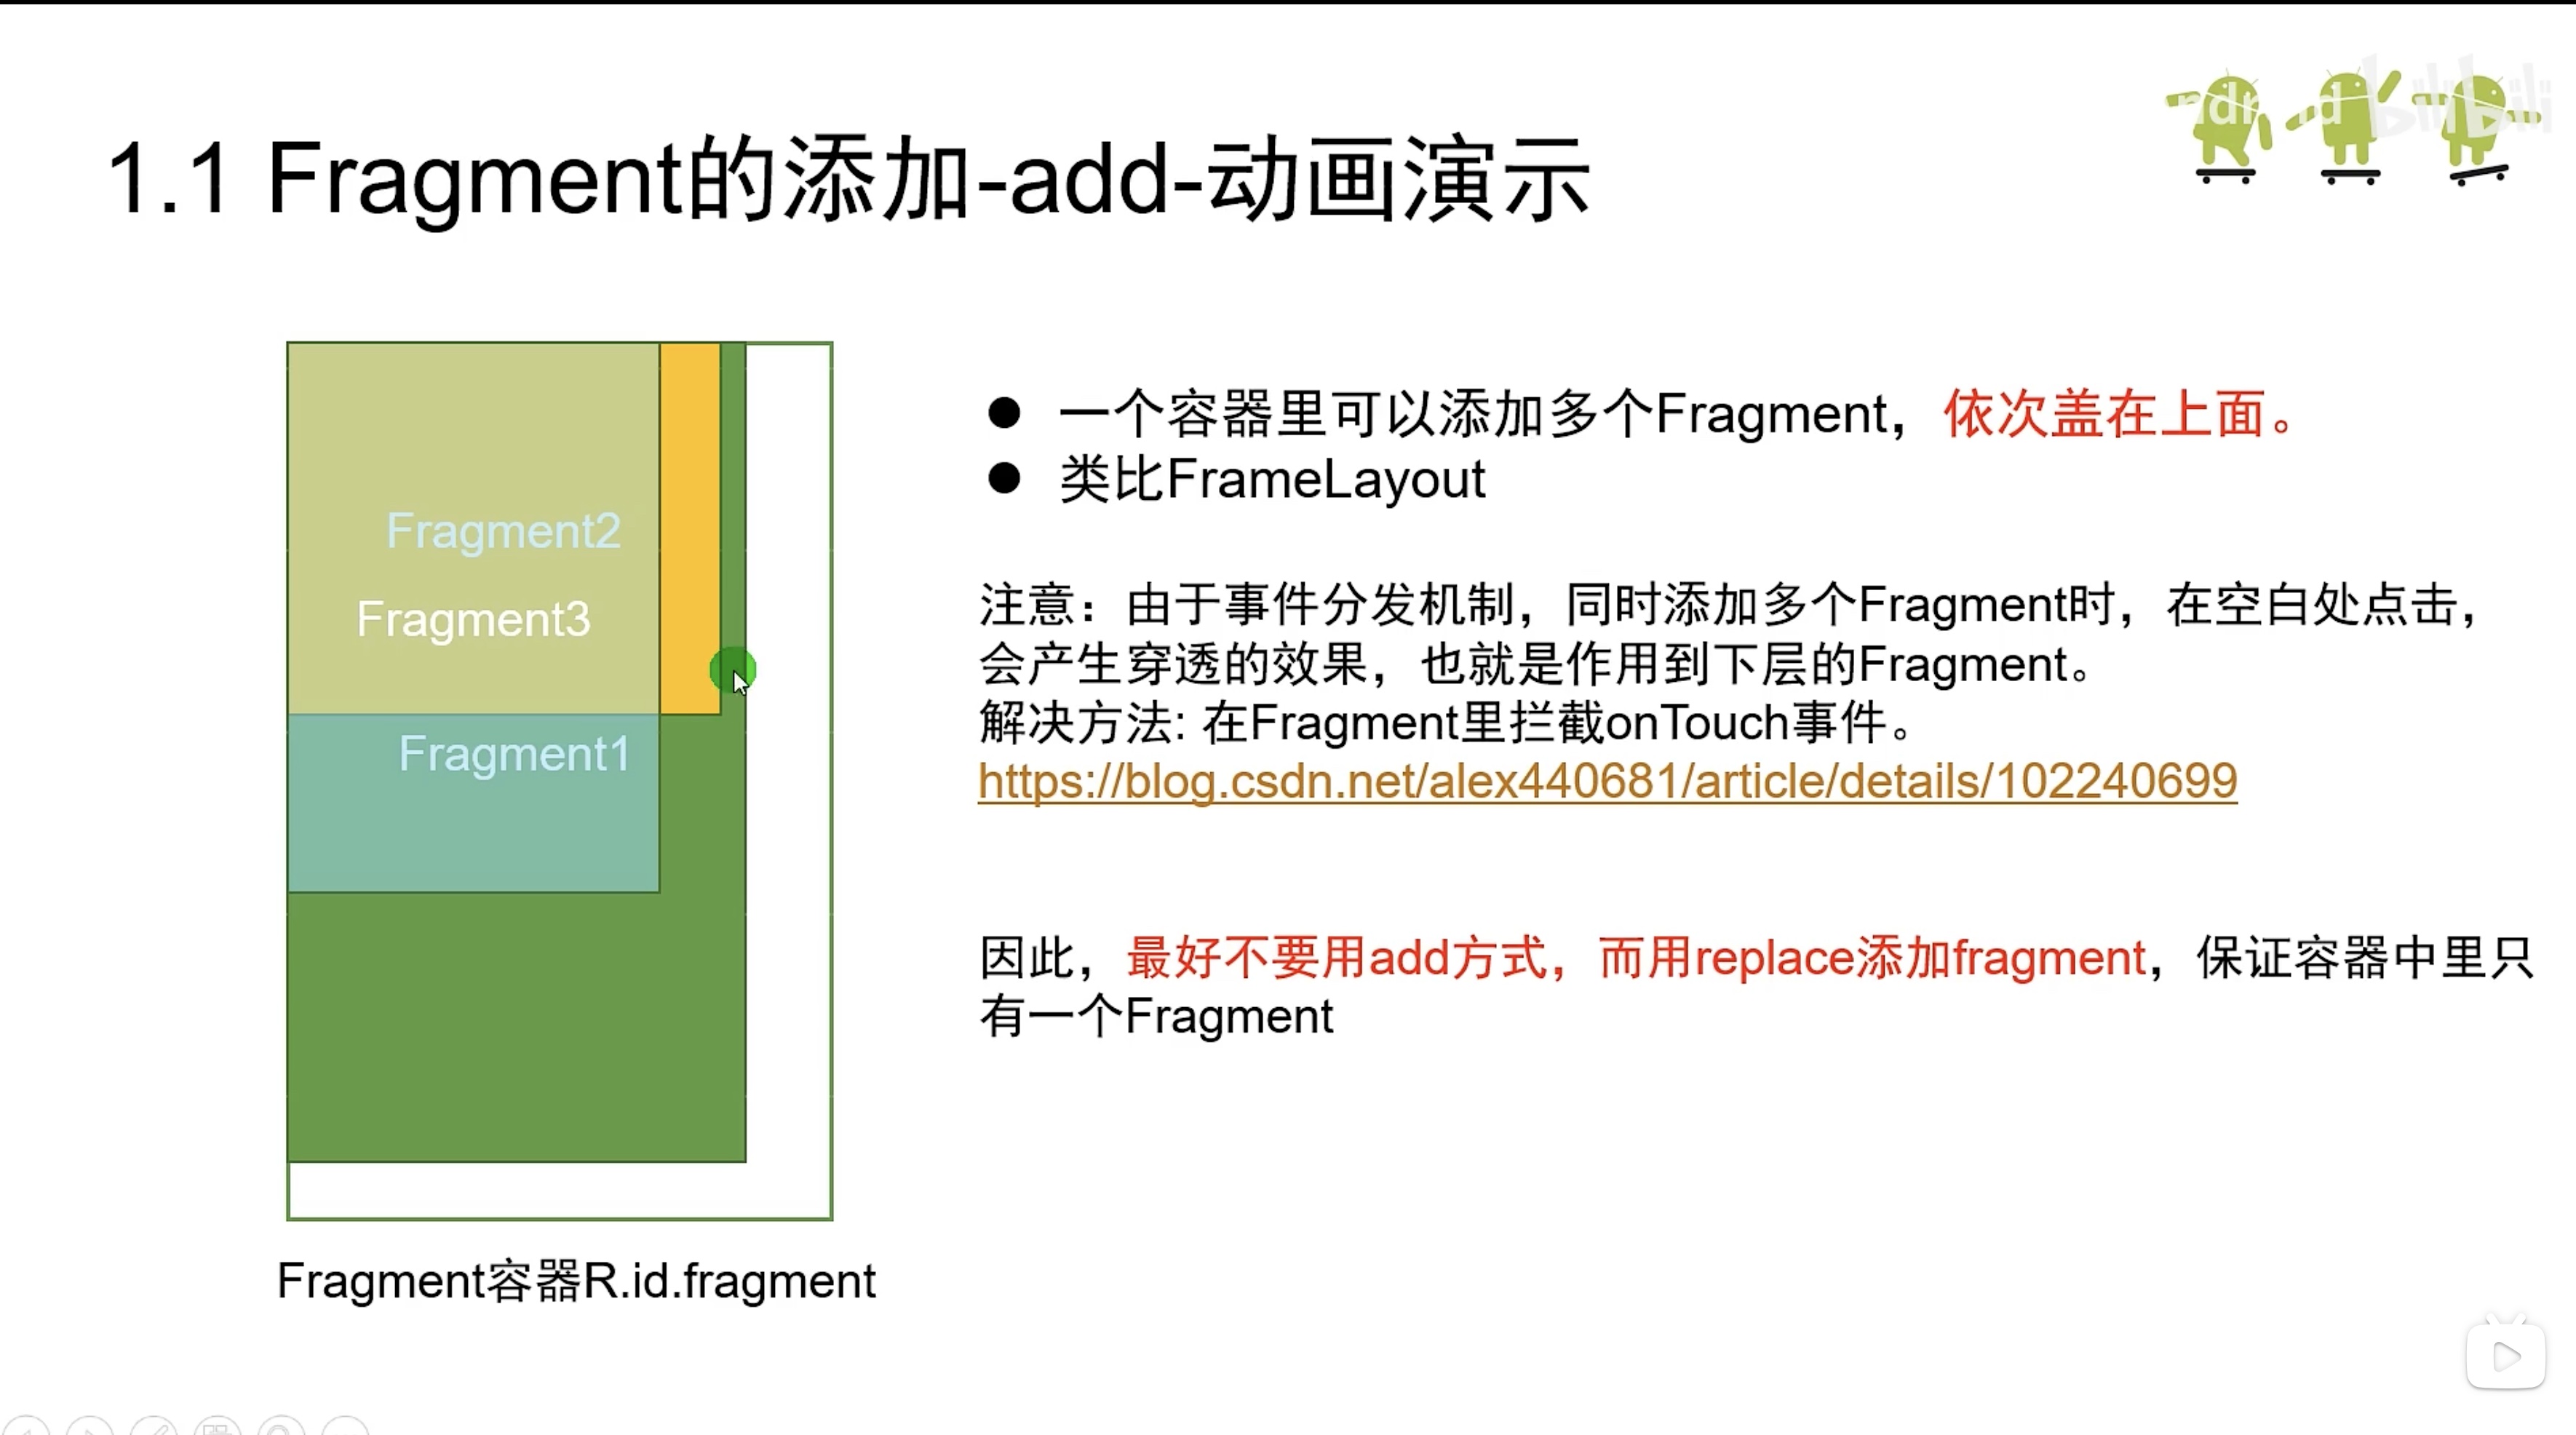 1.1 Fragment的添加-add-动画演示
Fragment2
Fragment3
Fragment1
Fragment容器R.id.fragment
● 一个容器里可以添加多个Fragment，依次盖在上面。
● 类比FrameLayout
注意：由于事件分发机制，同时添加多个Fragment时，在空白处点击，
会产生穿透的效果，也就是作用到下层的Fragment。
解决方法: 在Fragment里拦截onTouch事件。
https://blog.csdn.net/alex440681/article/details/102240699
因此，最好不要用add方式，而用replace添加fragment，保证容器中里只
有一个Fragment
bilibili